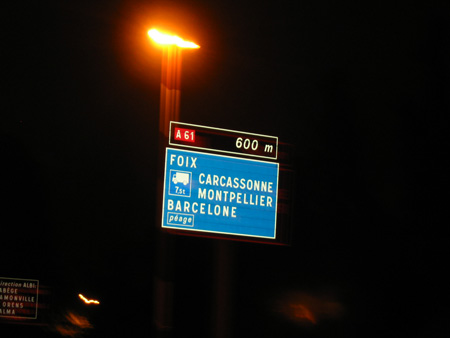 A 61 600 m
FOIX
CARCASSONNE
7.5t MONTPELLIER
BARCELONE
péage